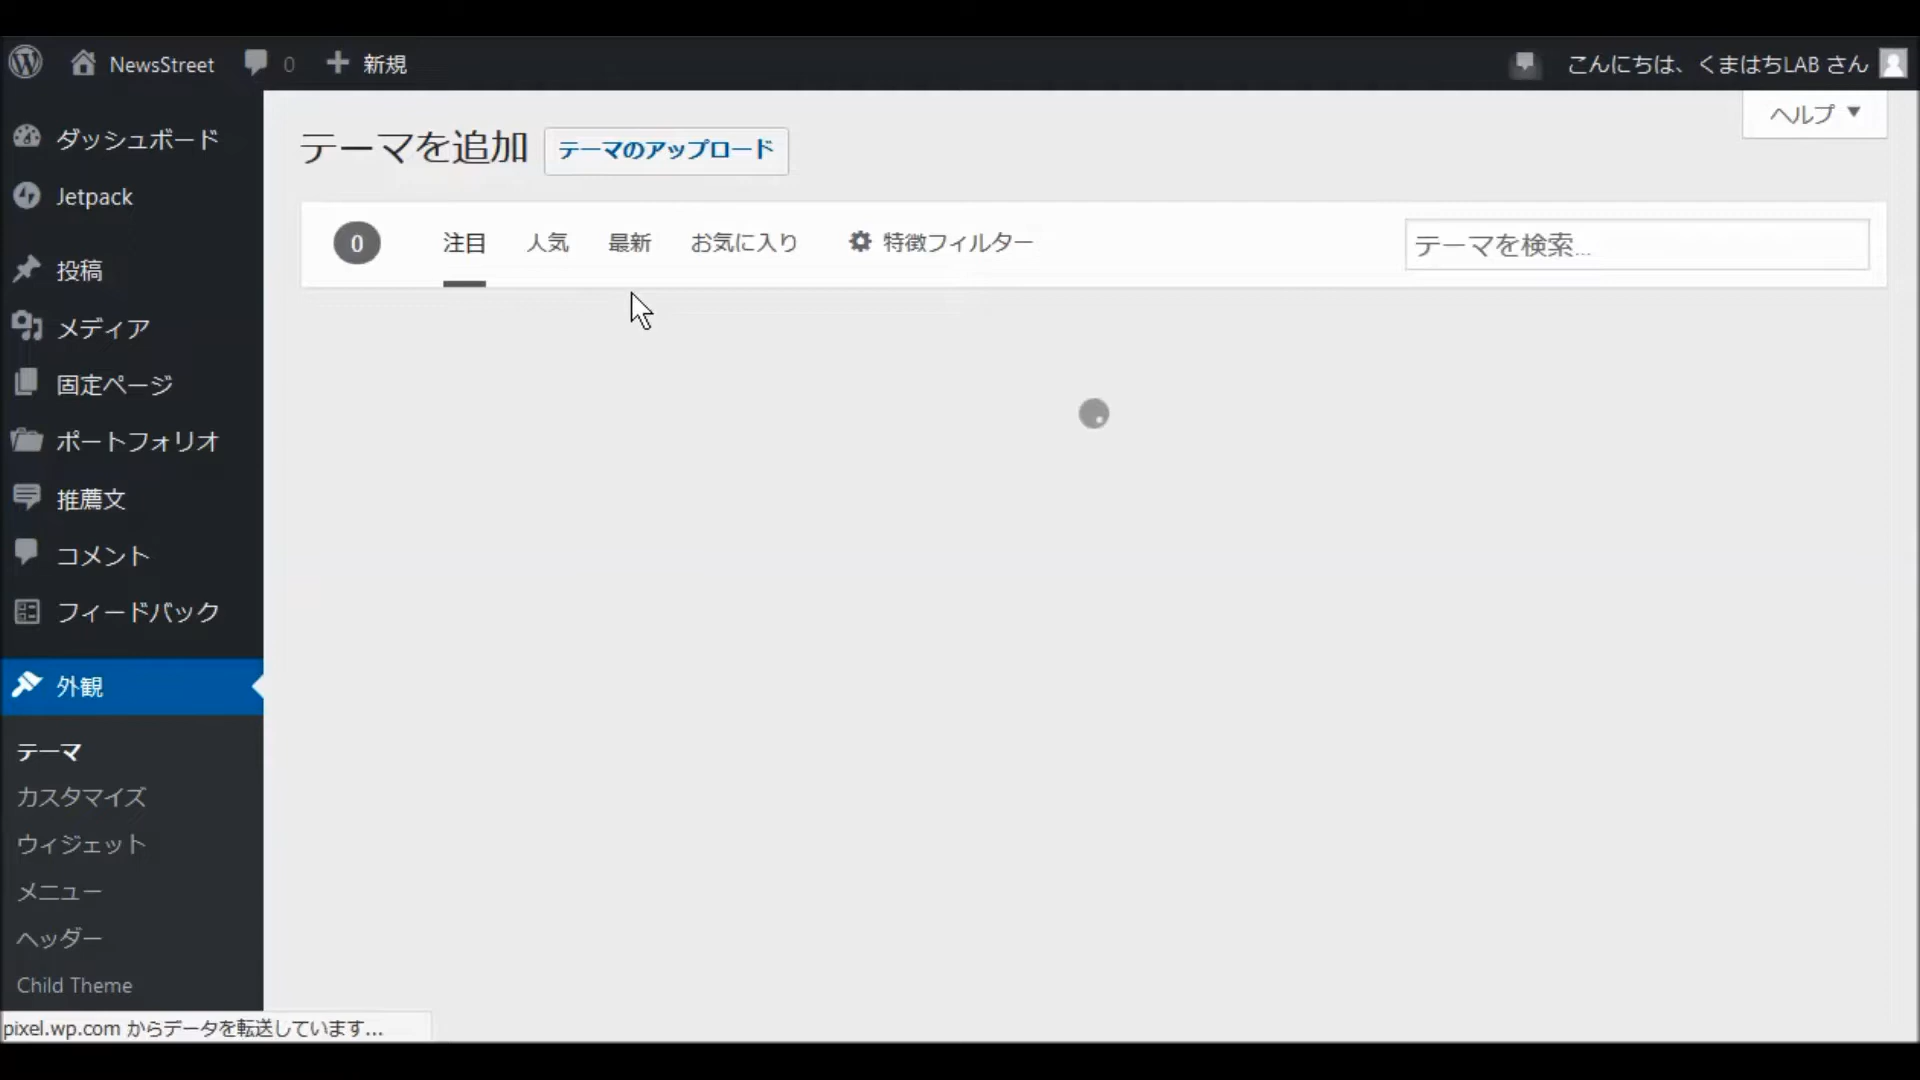 NewsStreet 0 新規 こんにちは、くまはちLAB さん
ヘルプ
テーマを追加 テーマのアップロード
0 注目 人気 最新 お気に入り 特徴フィルター テーマを検索...
ダッシュボード
Jetpack
投稿
メディア
固定ページ
ポートフォリオ
推薦文
コメント
フィードバック
外観
テーマ
カスタマイズ
ウィジェット
メニュー
ヘッダー
Child Theme
pixel.wp.com からデータを転送しています...